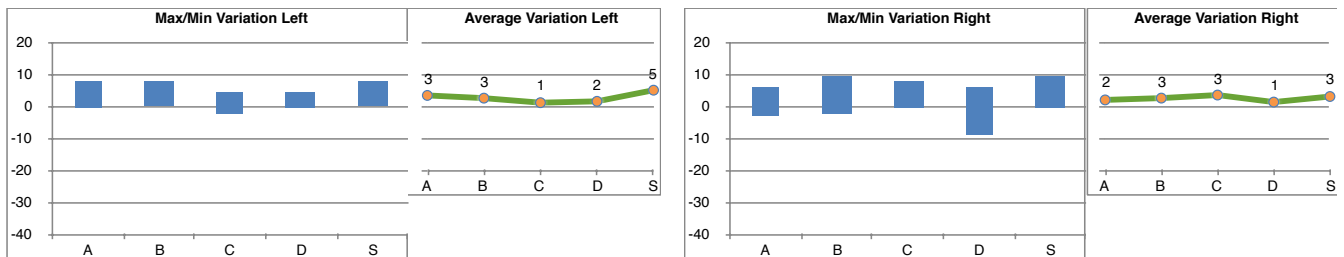 Max/Min Variation Left
20
10
0
-10
-20
-30
-40
A B C D S
Average Variation Left
3 3 1 2 5
A B C D S
Max/Min Variation Right
20
10
0
-10
-20
-30
-40
A B C D S
Average Variation Right
2 3 3 1 3
A B C D S